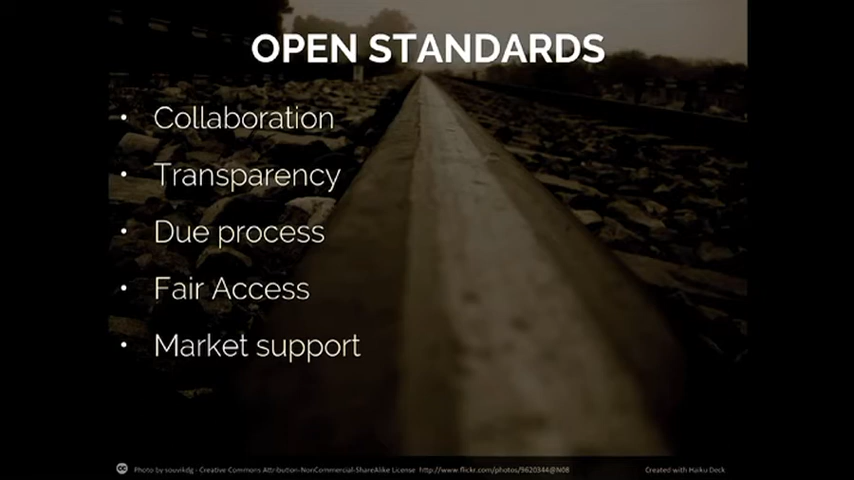 OPEN STANDARDS
• Collaboration
• Transparency
• Due process
• Fair Access
• Market support
cc Photo by souvikdg - Creative Commons Attribution-NonCommercial-ShareAlike License http://www.flickr.com/photos/9620344@N08 Created with Haiku Deck